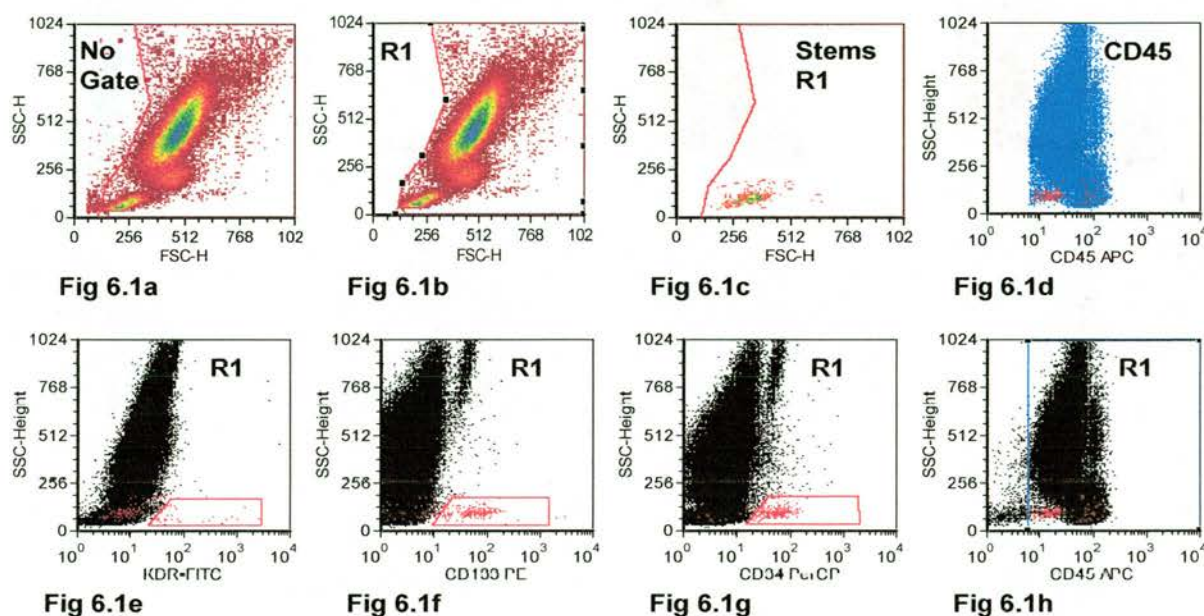 1024
768
512
256
0
SSC-H
No
Gate
0 256 512 768 102
FSC-H
Fig 6.1a
1024
768
512
256
0
SSC-H
R1
0 256 512 768 102
FSC-H
Fig 6.1b
1024
768
512
256
0
SSC-H
Stems
R1
0 256 512 768 102
FSC-H
Fig 6.1c
1024
768
512
256
0
SSC-Height
CD45
10^0 10^1 10^2 10^3 10^4
CD45 APC
Fig 6.1d
1024
768
512
256
0
SSC-Height
R1
10^0 10^1 10^2 10^3 10^4
KDR-FITC
Fig 6.1e
1024
768
512
256
0
SSC-Height
R1
10^0 10^1 10^2 10^3 10^4
CD133 PE
Fig 6.1f
1024
768
512
256
0
SSC-Height
R1
10^0 10^1 10^2 10^3 10^4
CD34 PerCP
Fig 6.1g
1024
768
512
256
0
SSC-Height
R1
10^0 10^1 10^2 10^3 10^4
CD45 APC
Fig 6.1h